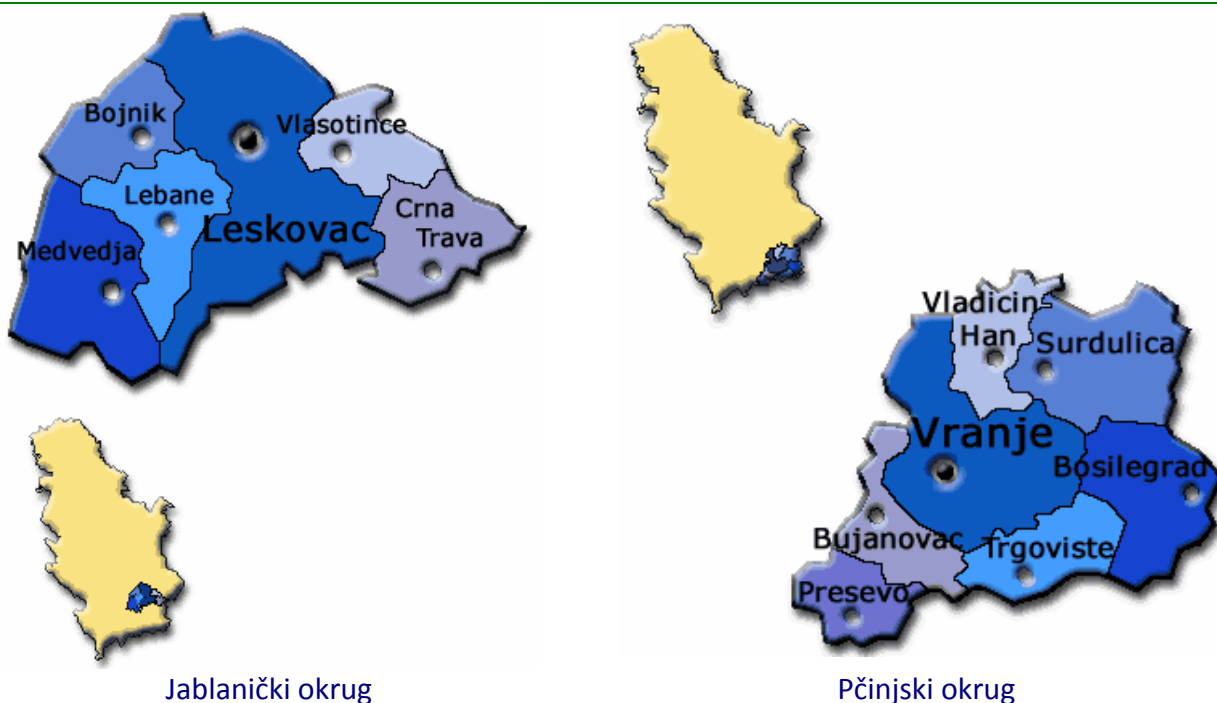 Bojnik
Vlasotince
Lebane
Leskovac
Crna
Trava
Medvedja
Jablanički okrug
Vladicin-
Han
Surdulica
Vranje
Bosilegrad
Bujanovac
Trgoviste
Presevo
Pčinjski okrug